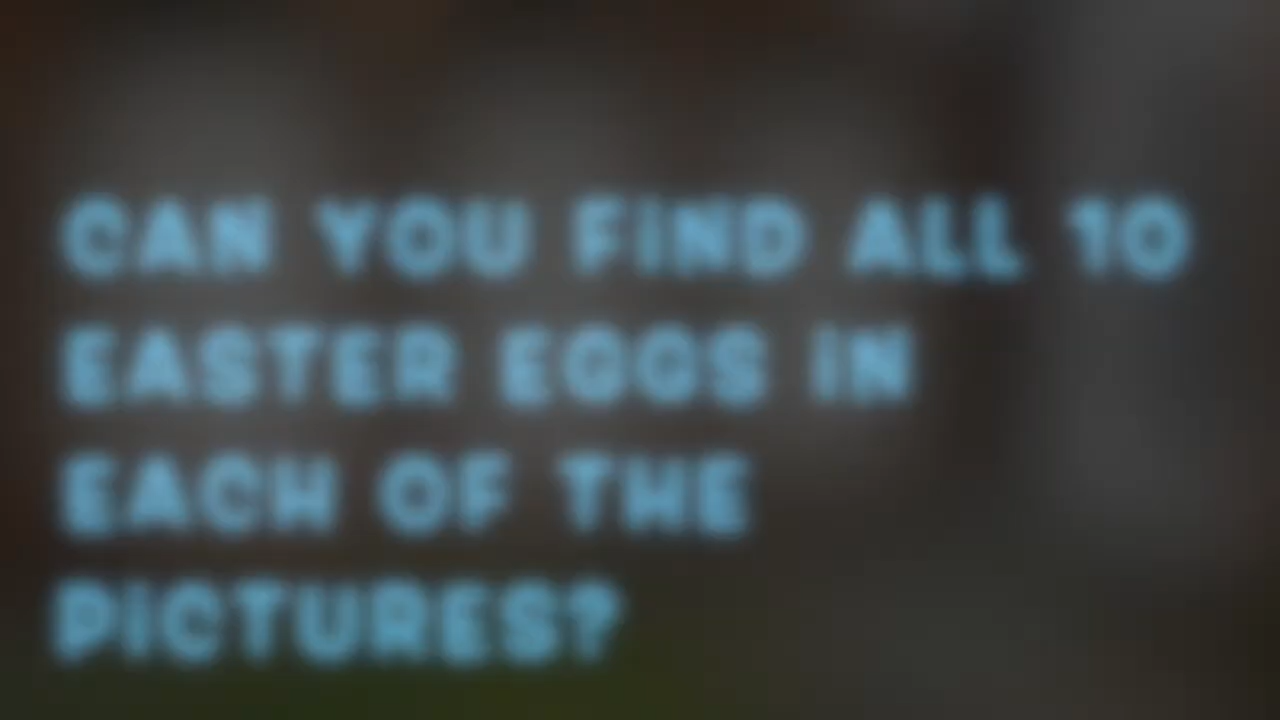 CAN YOU FiND ALL 10
EASTER EGGS iN
EACH OF THE
PiCTURES?